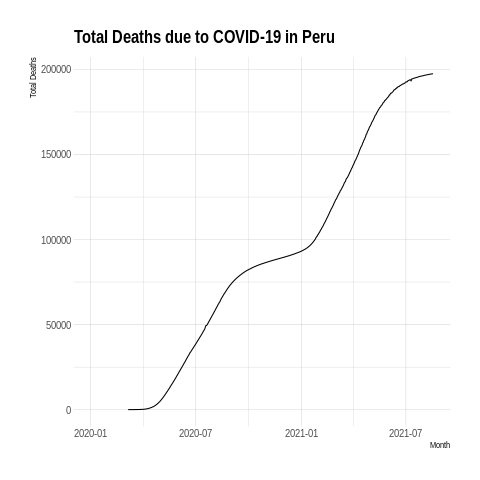 Total Deaths due to COVID-19 in Peru
Total Deaths
200000
150000
100000
50000
0
2020-01 2020-07 2021-01 2021-07
Month